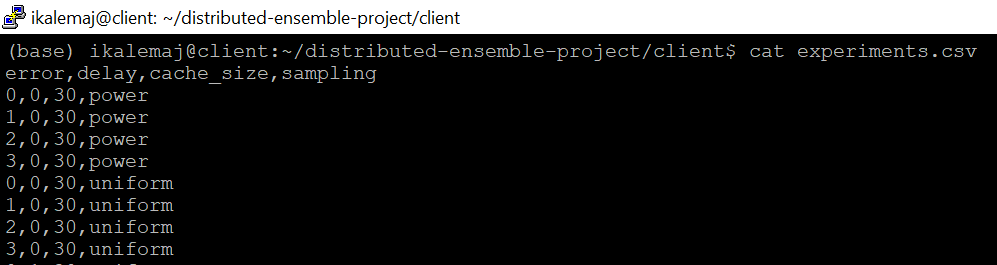 ikalemaj@client: ~/distributed-ensemble-project/client
(base) ikalemaj@client:~/distributed-ensemble-project/client$ cat experiments.csv
error,delay,cache_size,sampling
0,0,30,power
1,0,30,power
2,0,30,power
3,0,30,power
0,0,30,uniform
1,0,30,uniform
2,0,30,uniform
3,0,30,uniform